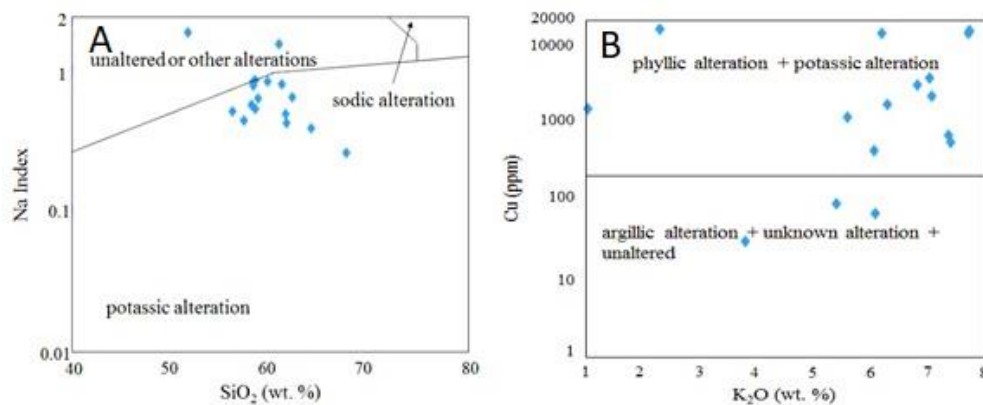 A
2
unaltered or other alterations
1
sodic alteration
Na Index
0.1
potassic alteration
0.01
40 50 60 70 80
SiO₂ (wt. %)
B
20000
10000
phyllic alteration + potassic alteration
1000
Cu (ppm)
100
argillic alteration + unknown alteration +
unaltered
10
1
1 2 3 4 5 6 7 8
K₂O (wt. %)